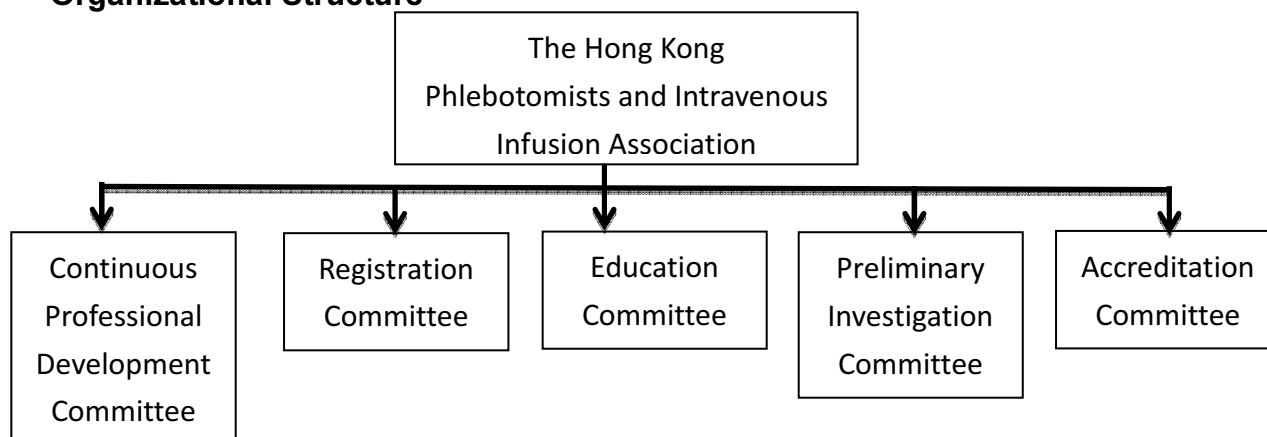 Organizational Structure
The Hong Kong
Phlebotomists and Intravenous
Infusion Association
Continuous
Professional
Development
Committee
Registration
Committee
Education
Committee
Preliminary
Investigation
Committee
Accreditation
Committee